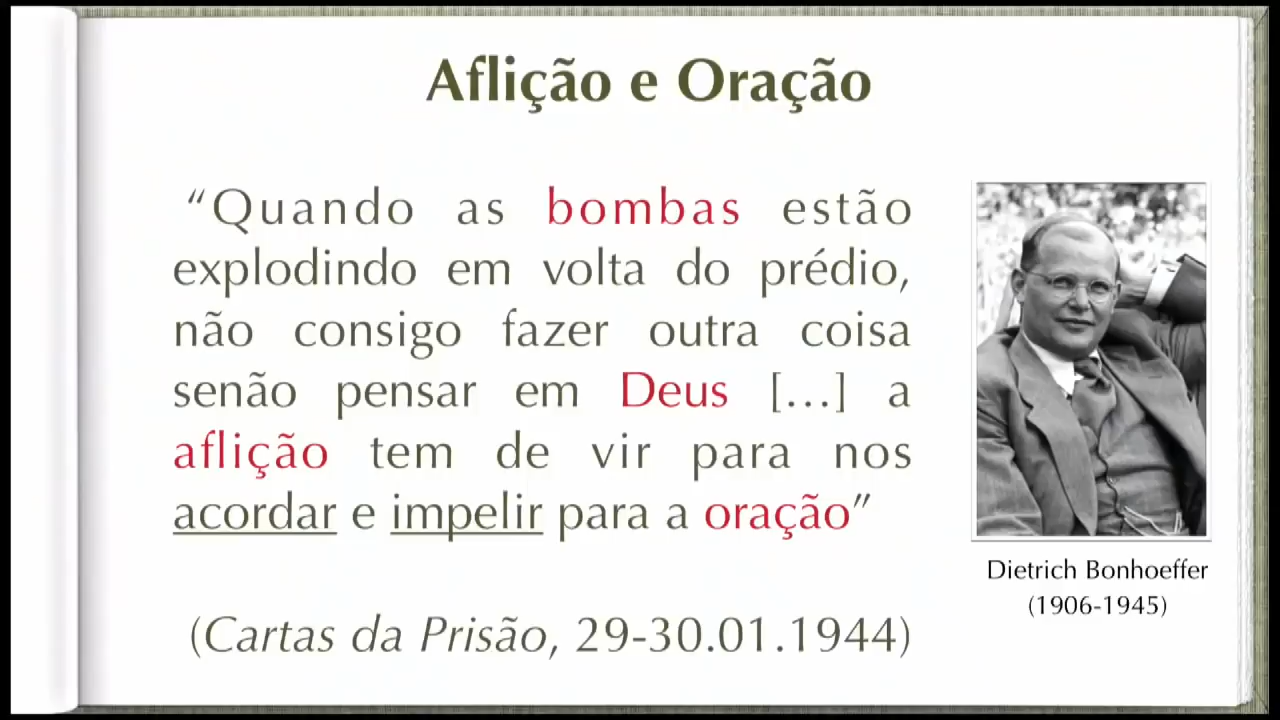 Aflição e Oração
“Quando as bombas estão
explodindo em volta do prédio,
não consigo fazer outra coisa
senão pensar em Deus [...] a
aflição tem de vir para nos
acordar e impelir para a oração”
(Cartas da Prisão, 29-30.01.1944)
Dietrich Bonhoeffer
(1906-1945)